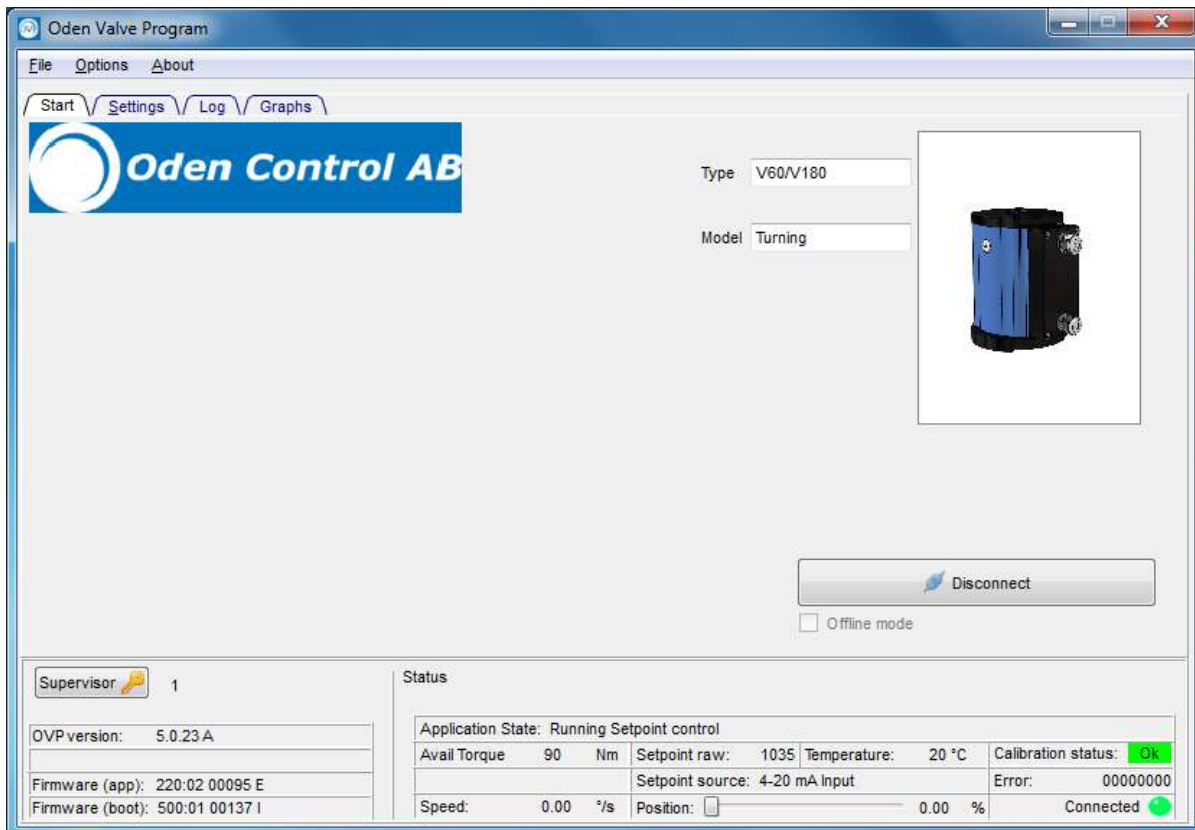 Oden Valve Program
File Options About
Start Settings Log Graphs
Oden Control AB
Type V60/V180
Model Turning
Disconnect
Offline mode
Supervisor 1
Status
OVP version: 5.0.23 A
Firmware (app): 220:02 00095 E
Firmware (boot): 500:01 00137 I
Application State: Running Setpoint control
Avail Torque 90 Nm Setpoint raw: 1035 Temperature: 20 °C Calibration status: Ok
Setpoint source: 4-20 mA Input Error: 00000000
Speed: 0.00 °/s Position: 0.00 % Connected